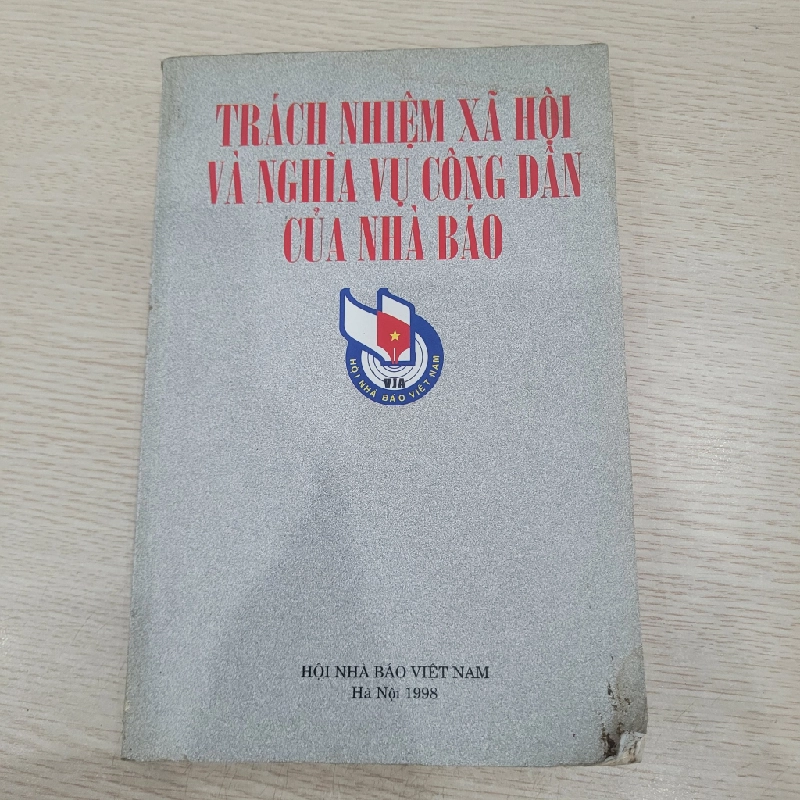 TRÁCH NHIỆM XÃ HỘI
VÀ NGHĨA VỤ CÔNG DÂN
CỦA NHÀ BÁO
VJA
HỘI NHÀ BÁO VIỆT NAM
HỘI NHÀ BÁO VIỆT NAM
Hà Nội 1998